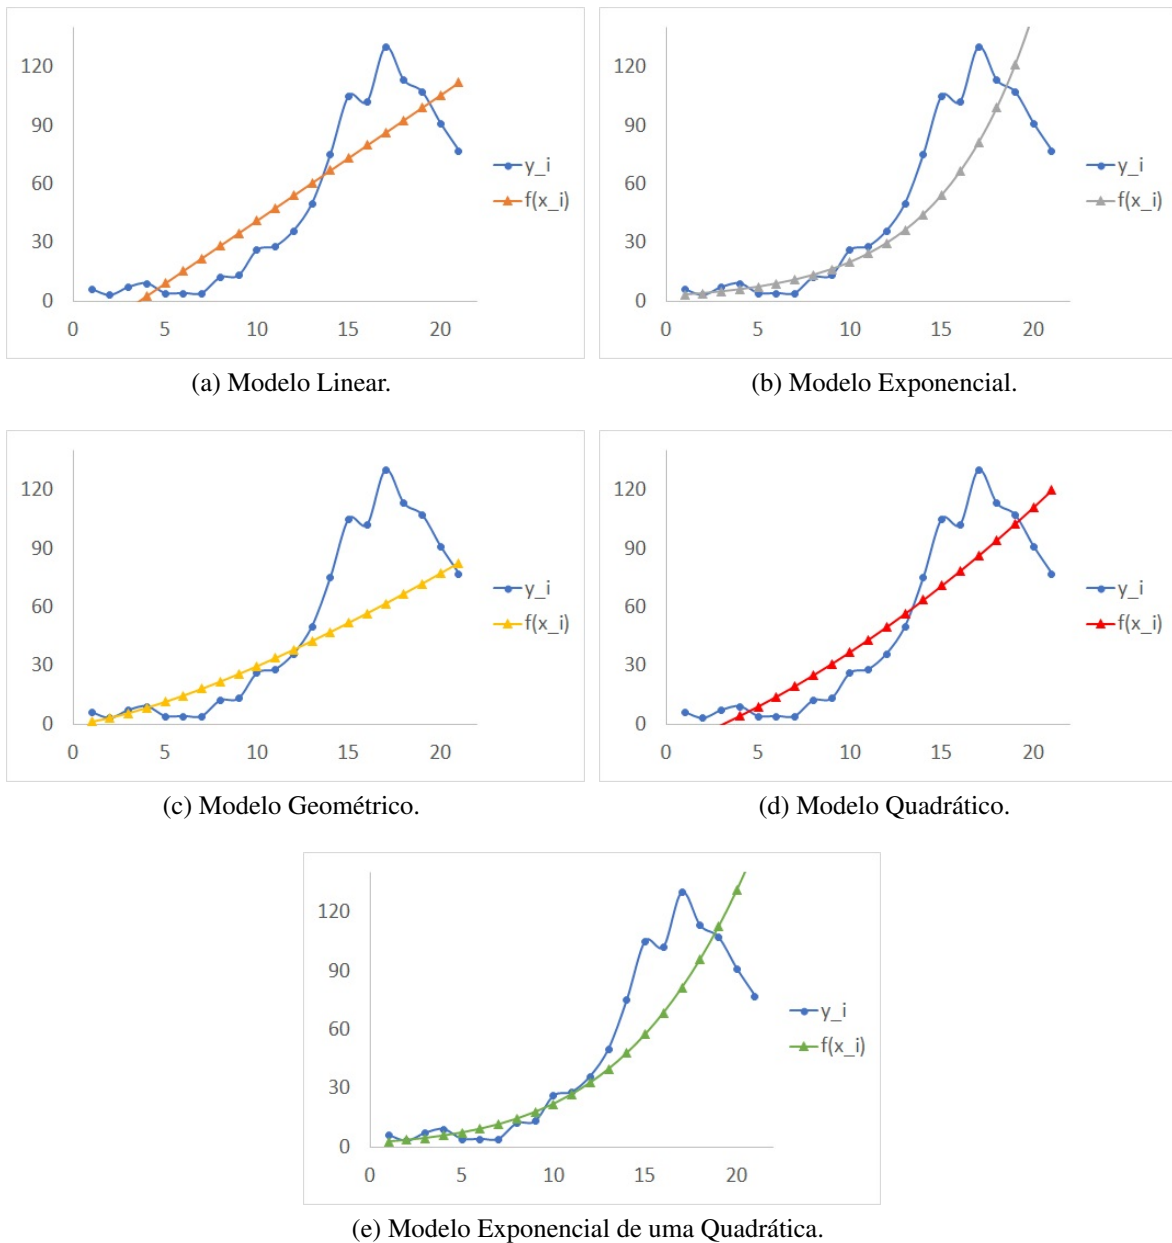 120
90
60
30
0
0 5 10 15 20
y_i
f(x_i)
(a) Modelo Linear.
120
90
60
30
0
0 5 10 15 20
y_i
f(x_i)
(b) Modelo Exponencial.
120
90
60
30
0
0 5 10 15 20
y_i
f(x_i)
(c) Modelo Geométrico.
120
90
60
30
0
0 5 10 15 20
y_i
f(x_i)
(d) Modelo Quadrático.
120
90
60
30
0
0 5 10 15 20
y_i
f(x_i)
(e) Modelo Exponencial de uma Quadrática.